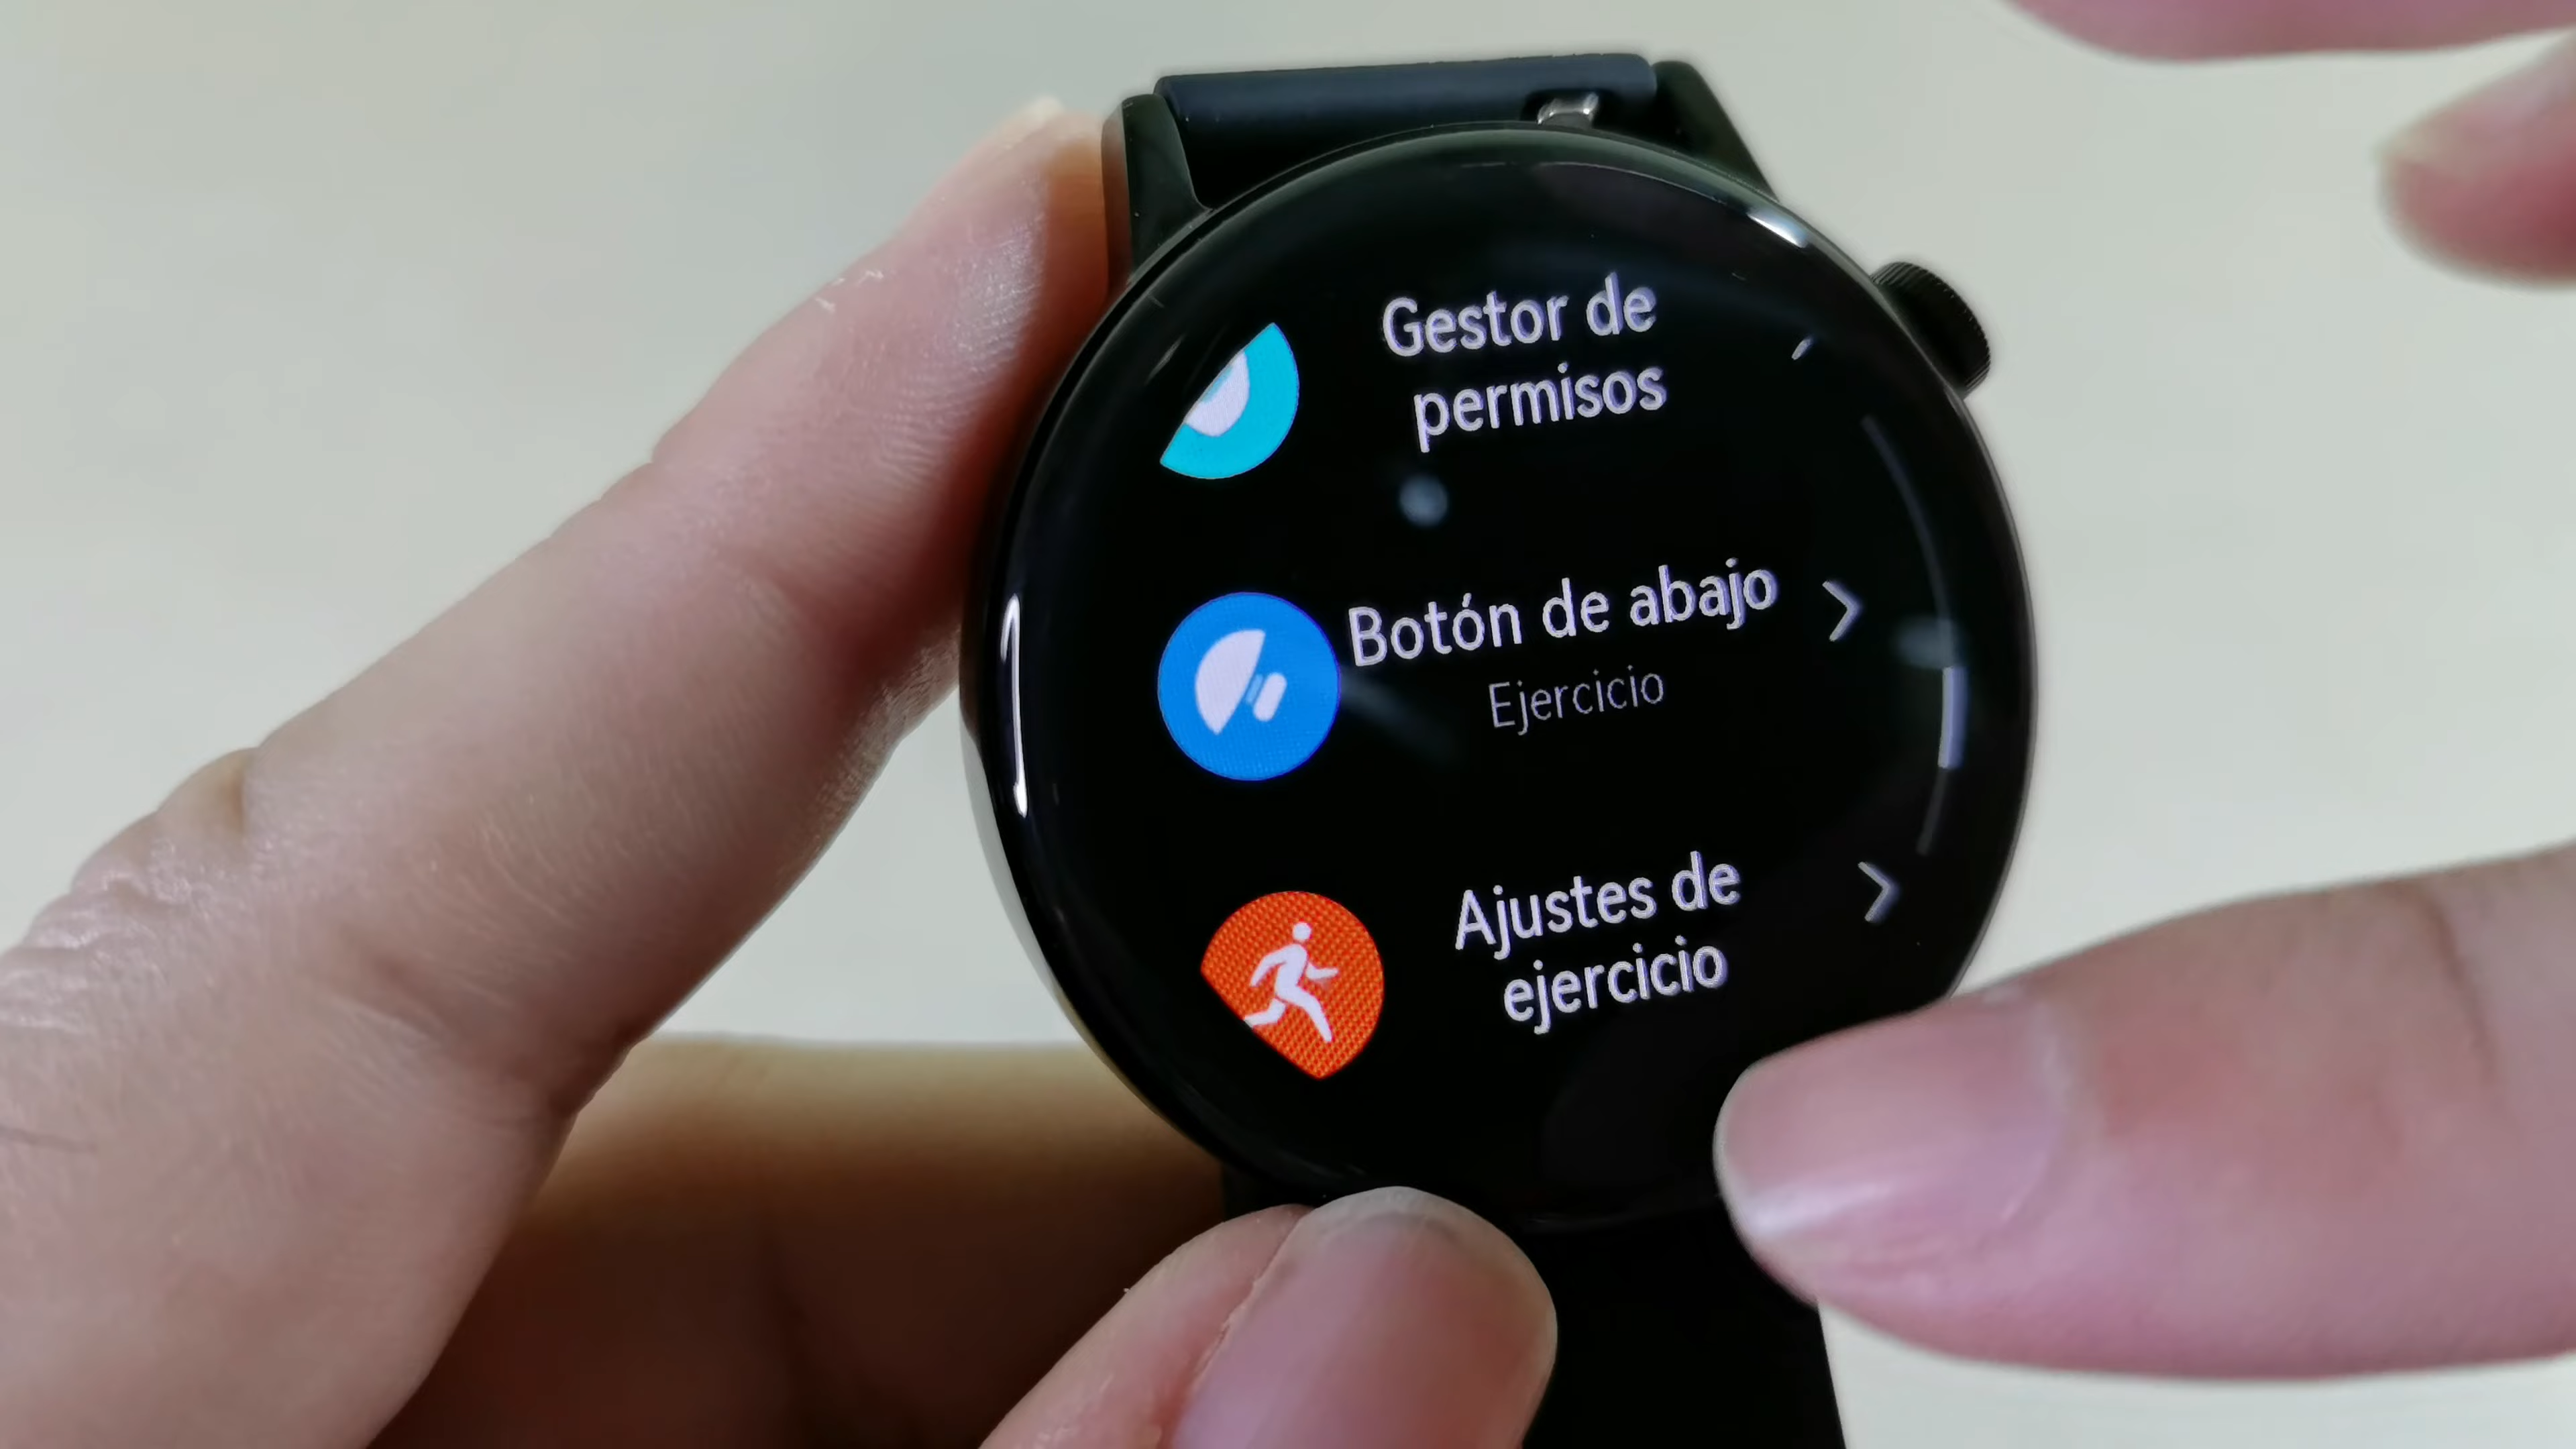 Gestor de
permisos
Botón de abajo
Ejercicio
Ajustes de
ejercicio